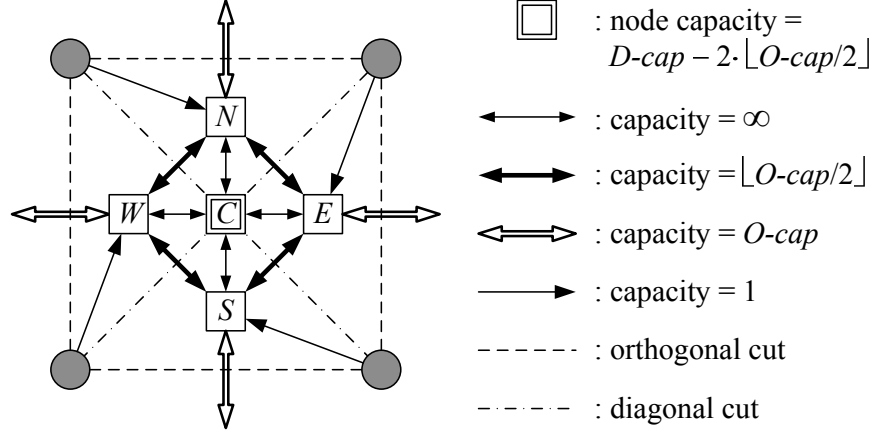 N
W
C
E
S
: node capacity =
D-cap − 2·⌊O-cap/2⌋
: capacity = ∞
: capacity = ⌊O-cap/2⌋
: capacity = O-cap
: capacity = 1
: orthogonal cut
: diagonal cut